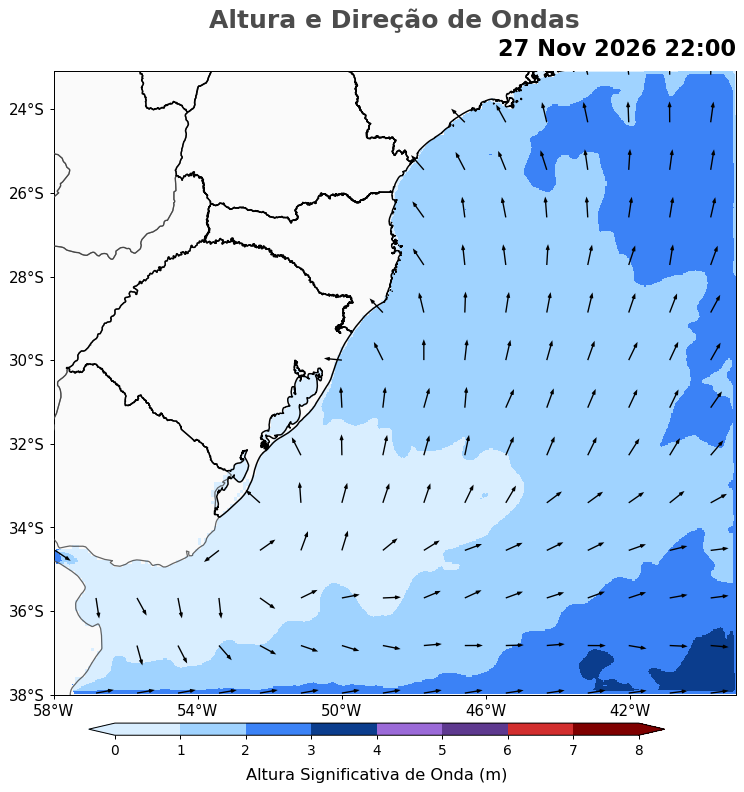 Altura e Direção de Ondas
27 Nov 2026 22:00
24°S
26°S
28°S
30°S
32°S
34°S
36°S
38°S
58°W 54°W 50°W 46°W 42°W
0 1 2 3 4 5 6 7 8
Altura Significativa de Onda (m)